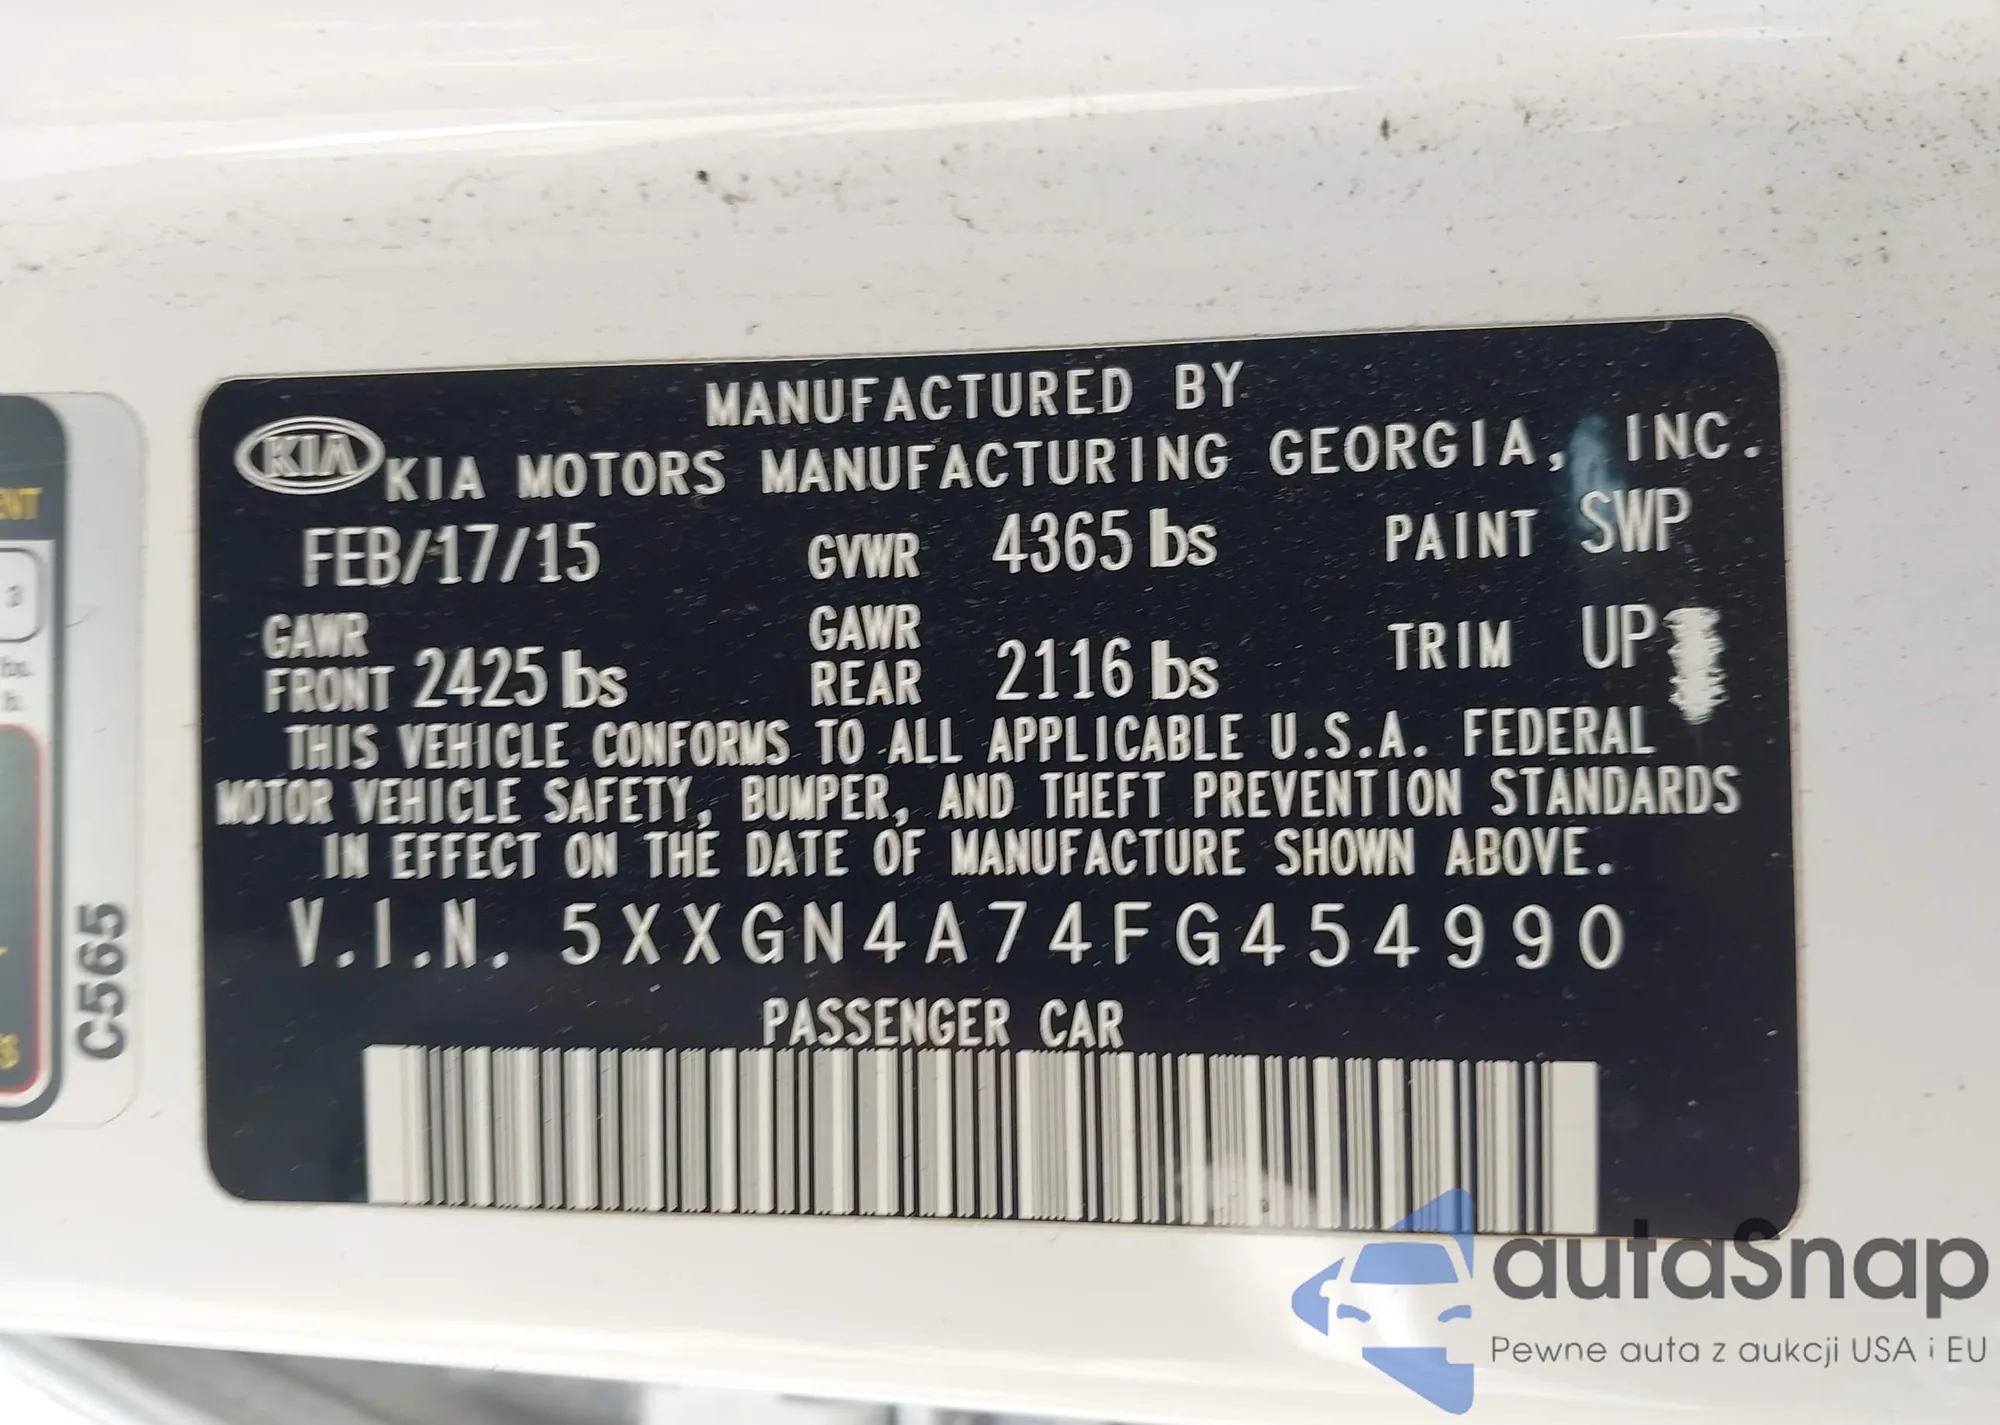 MANUFACTURED BY
KIA KIA MOTORS MANUFACTURING GEORGIA, INC.
FEB/17/15 GVWR 4365 lbs PAINT SWP
GAWR FRONT 2425 lbs GAWR REAR 2116 lbs TRIM UP
THIS VEHICLE CONFORMS TO ALL APPLICABLE U.S.A. FEDERAL
MOTOR VEHICLE SAFETY, BUMPER, AND THEFT PREVENTION STANDARDS
IN EFFECT ON THE DATE OF MANUFACTURE SHOWN ABOVE.
V.I.N. 5XXGN4A74FG454990
PASSENGER CAR
C565
3
autaSnap
Pewne auta z aukcji USA i EU